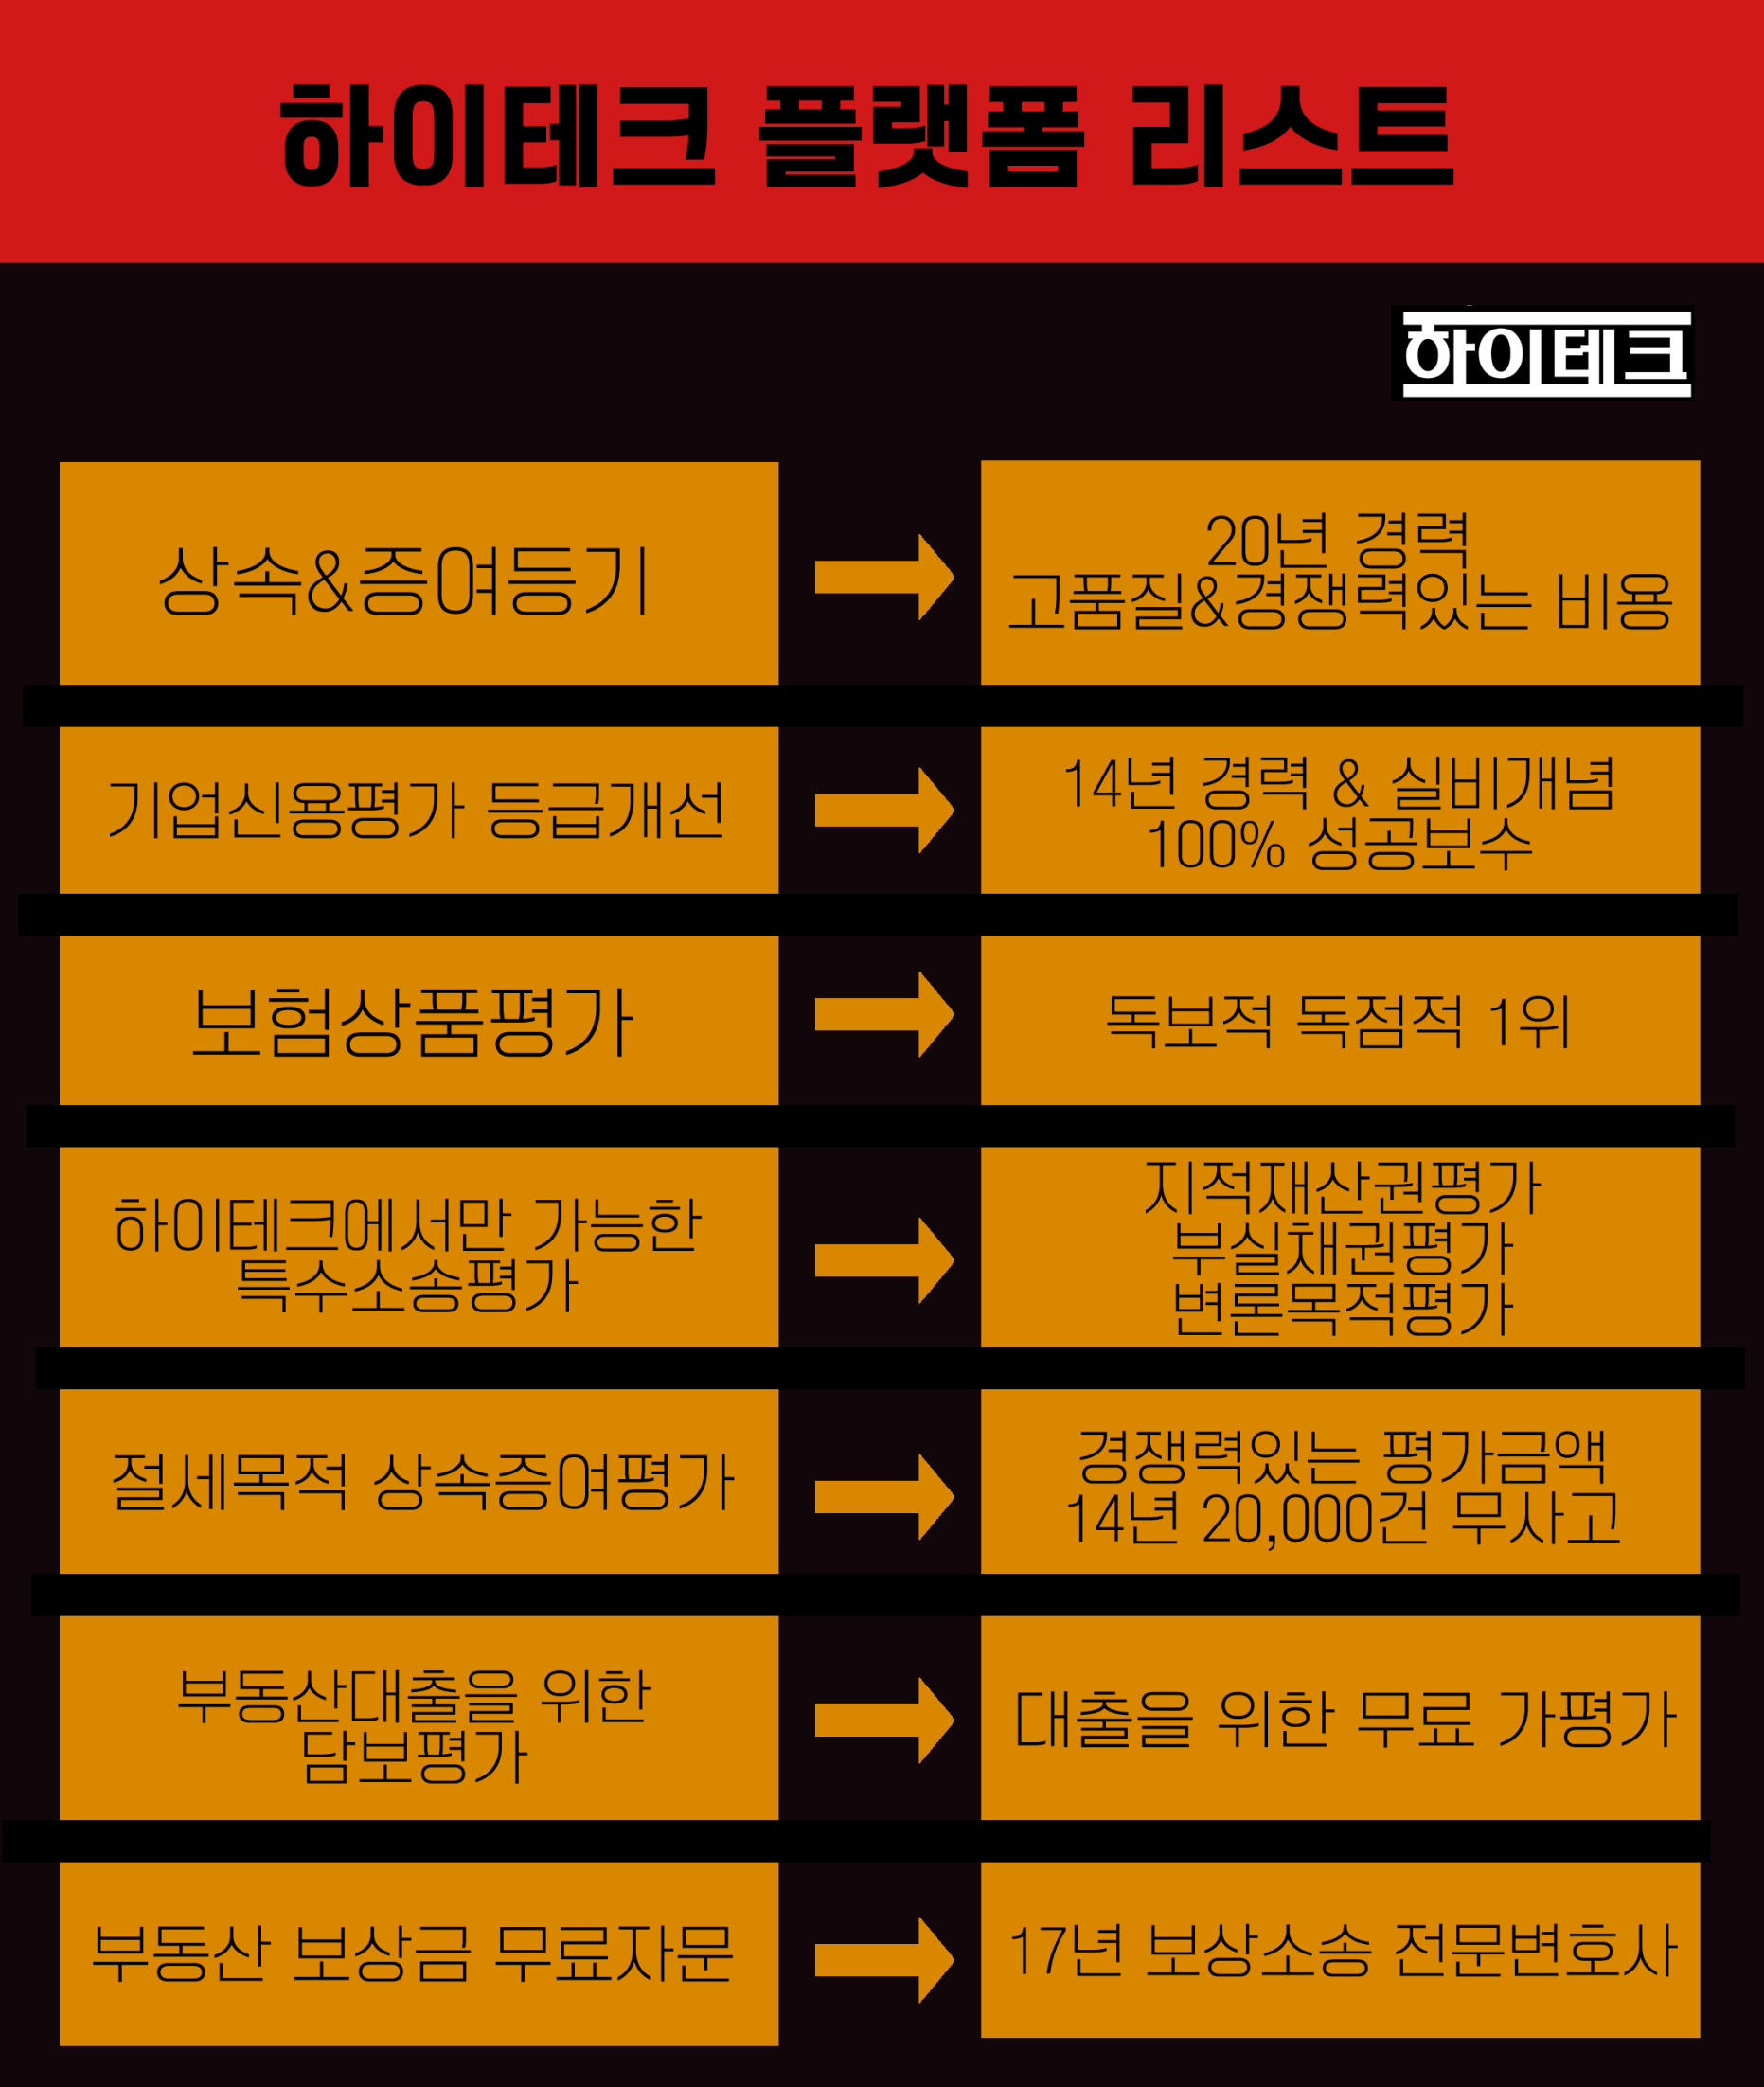 하이테크 플랫폼 리스트
하이테크
상속&증여등기
20년 경력
고품질&경쟁력있는 비용
기업신용평가 등급개선
14년 경력 & 실비개념
100% 성공보수
보험상품평가
독보적 독점적 1위
하이테크에서만 가능한
특수소송평가
지적재산권평가
부실채권평가
변론목적평가
절세목적 상속증여평가
경쟁력있는 평가금액
14년 20,000건 무사고
부동산대출을 위한
담보평가
대출을 위한 무료 가평가
부동산 보상금 무료자문
17년 보상소송 전문변호사